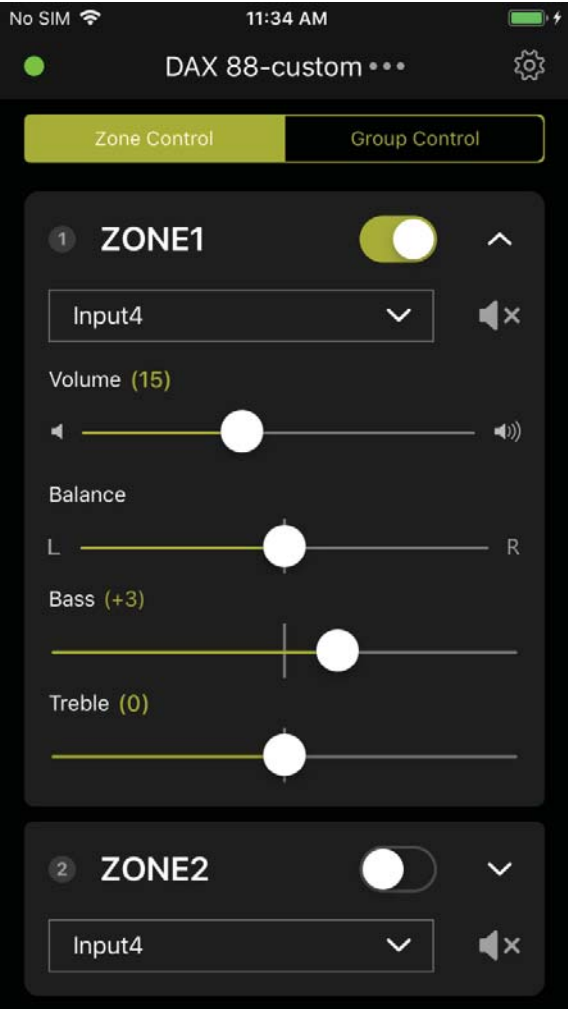 No SIM 11:34 AM
DAX 88-custom •••
Zone Control Group Control
1 ZONE1
Input4
Volume (15)
Balance
L R
Bass (+3)
Treble (0)
2 ZONE2
Input4